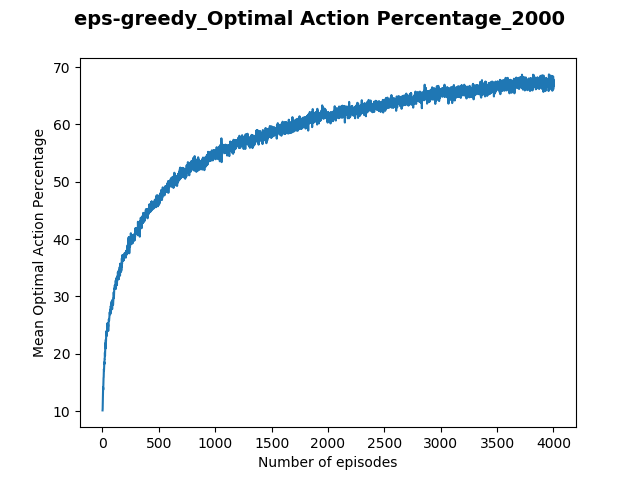 eps-greedy_Optimal Action Percentage_2000
70
60
50
40
30
20
10
Mean Optimal Action Percentage
0 500 1000 1500 2000 2500 3000 3500 4000
Number of episodes